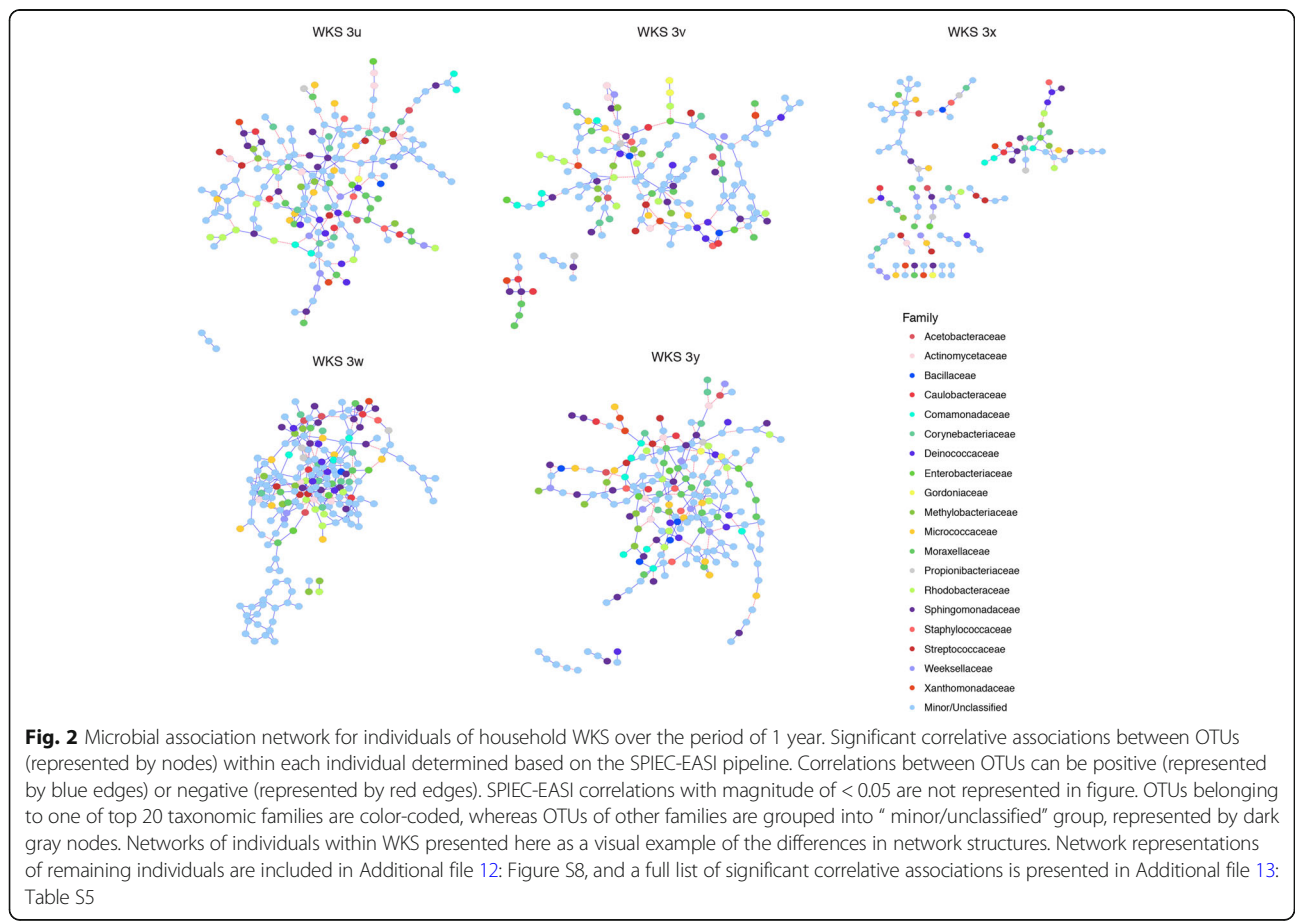 WKS 3u
WKS 3v
WKS 3x
WKS 3w
WKS 3y
Family
Acetobacteraceae
Actinomycetaceae
Bacillaceae
Caulobacteraceae
Comamonadaceae
Corynebacteriaceae
Deinococcaceae
Enterobacteriaceae
Gordoniaceae
Methylobacteriaceae
Micrococcaceae
Moraxellaceae
Propionibacteriaceae
Rhodobacteraceae
Sphingomonadaceae
Staphylococcaceae
Streptococcaceae
Weeksellaceae
Xanthomonadaceae
Minor/Unclassified
Fig. 2 Microbial association network for individuals of household WKS over the period of 1 year. Significant correlative associations between OTUs
(represented by nodes) within each individual determined based on the SPIEC-EASI pipeline. Correlations between OTUs can be positive (represented
by blue edges) or negative (represented by red edges). SPIEC-EASI correlations with magnitude of < 0.05 are not represented in figure. OTUs belonging
to one of top 20 taxonomic families are color-coded, whereas OTUs of other families are grouped into “ minor/unclassified” group, represented by dark
gray nodes. Networks of individuals within WKS presented here as a visual example of the differences in network structures. Network representations
of remaining individuals are included in Additional file 12: Figure S8, and a full list of significant correlative associations is presented in Additional file 13:
Table S5